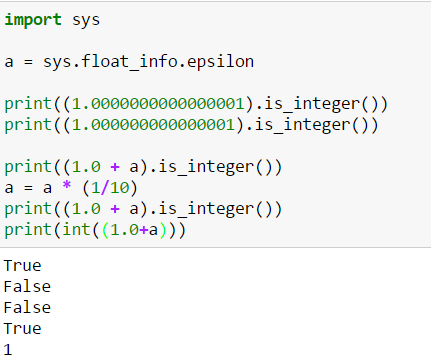 import sys
a = sys.float_info.epsilon
print((1.0000000000000001).is_integer())
print((1.000000000000001).is_integer())
print((1.0 + a).is_integer())
a = a * (1/10)
print((1.0 + a).is_integer())
print(int((1.0+a)))
True
False
False
True
1